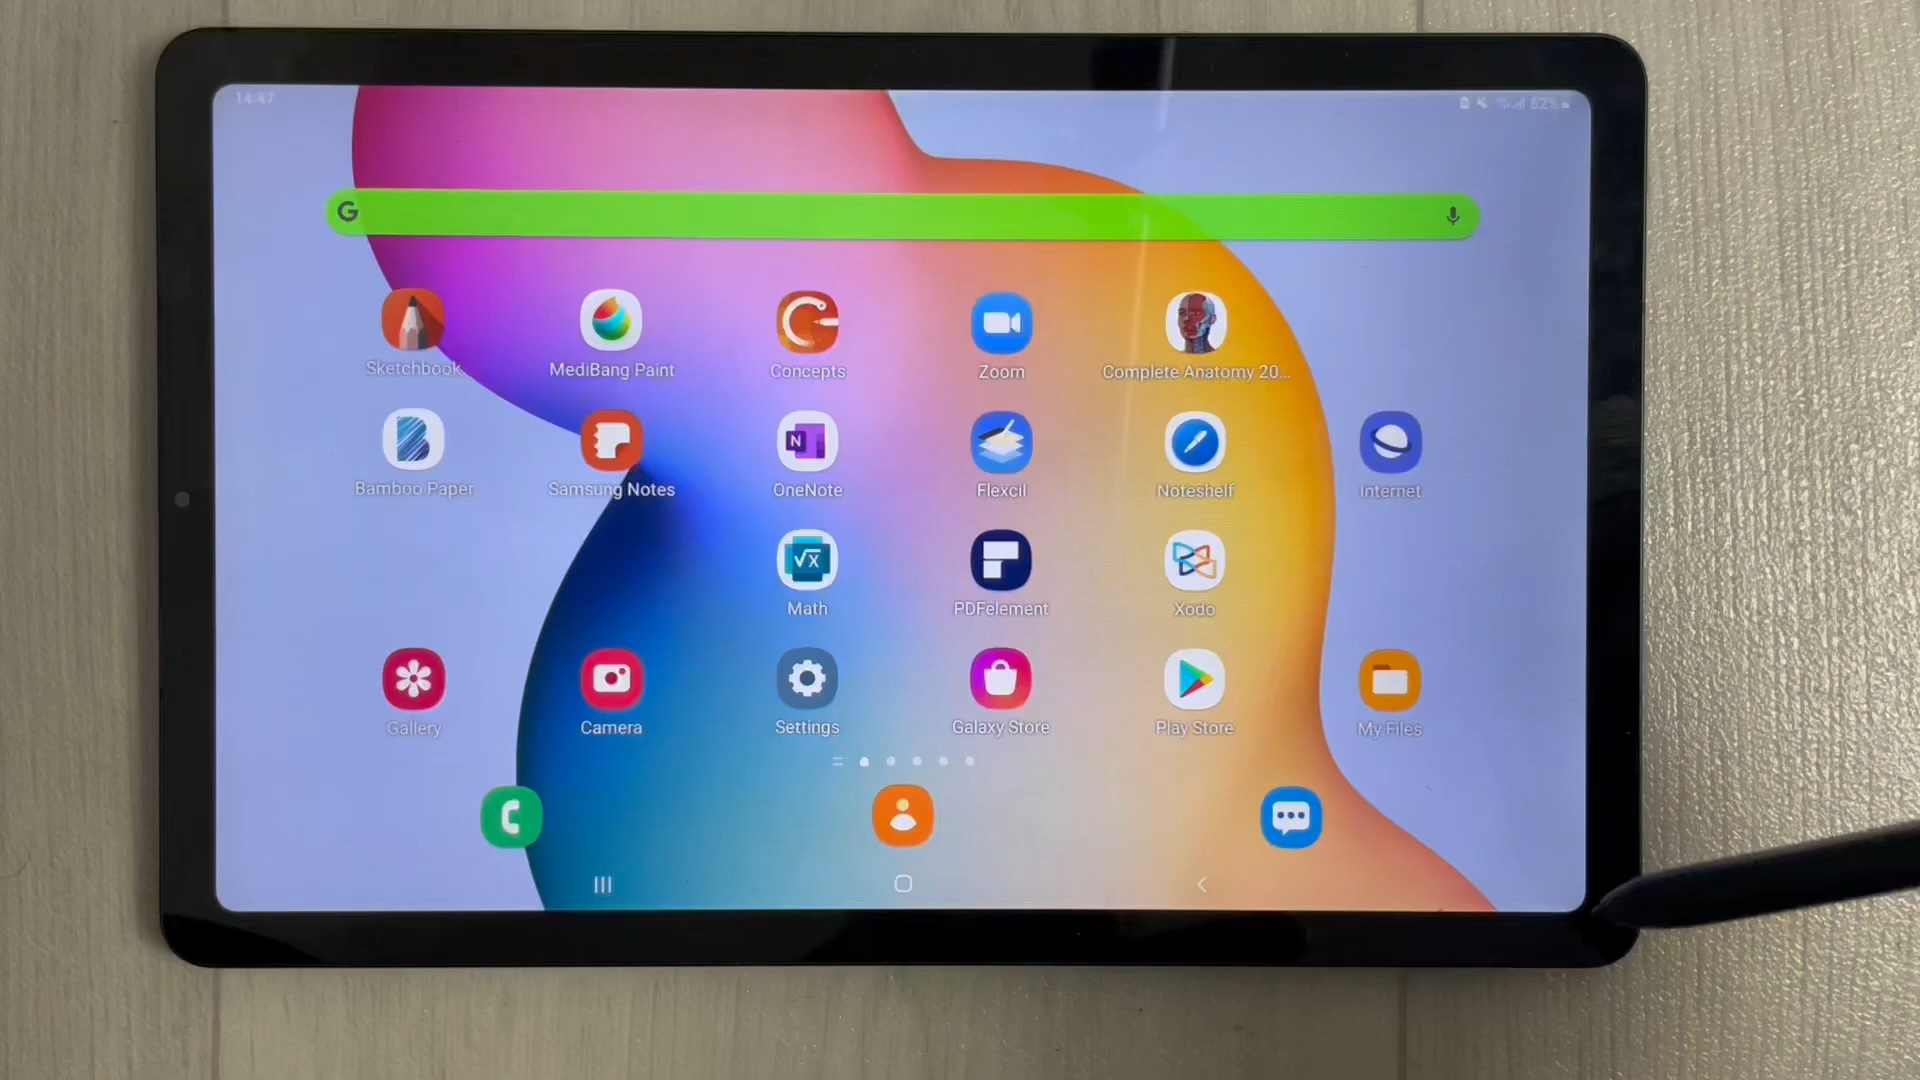 14:47
52%
G
Sketchbook
MediBang Paint
Concepts
Zoom
Complete Anatomy 20...
Bamboo Paper
Samsung Notes
N
OneNote
Flexcil
Noteshelf
Internet
√x
Math
PDFelement
Xodo
Gallery
Camera
Settings
Galaxy Store
Play Store
My Files